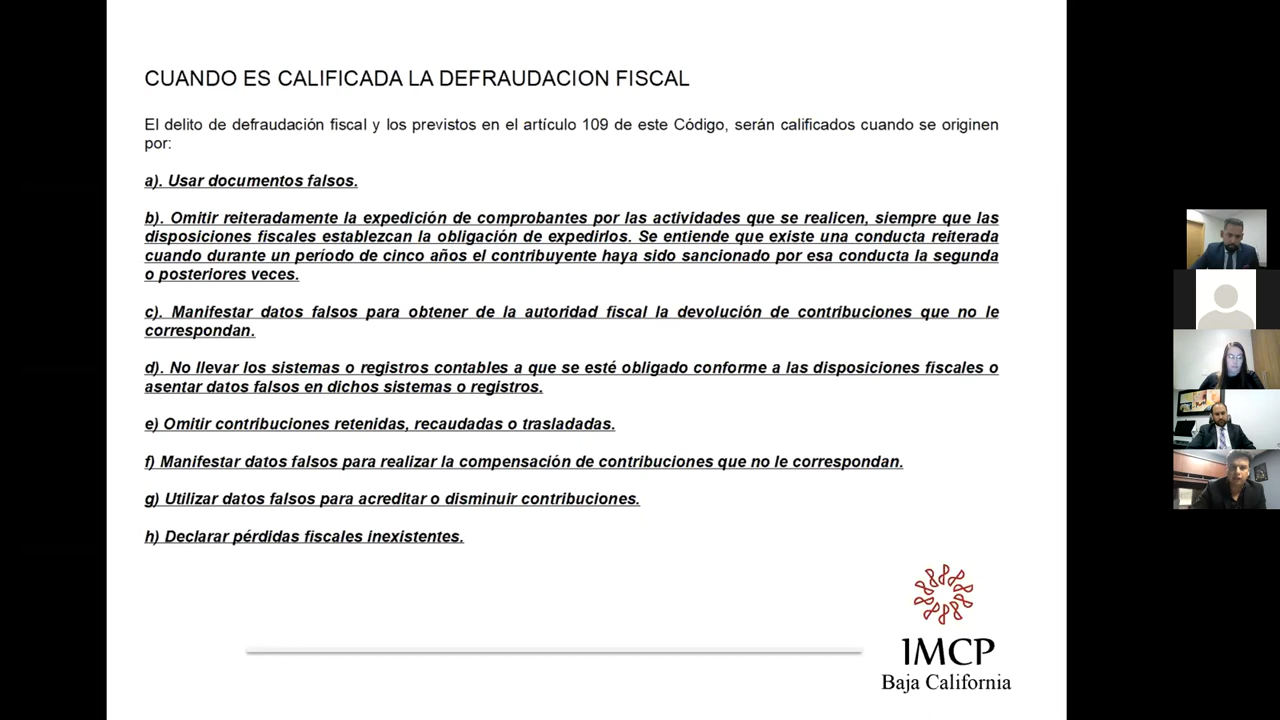 CUANDO ES CALIFICADA LA DEFRAUDACION FISCAL
El delito de defraudación fiscal y los previstos en el artículo 109 de este Código, serán calificados cuando se originen
por:
a). Usar documentos falsos.
b). Omitir reiteradamente la expedición de comprobantes por las actividades que se realicen, siempre que las
disposiciones fiscales establezcan la obligación de expedirlos. Se entiende que existe una conducta reiterada
cuando durante un período de cinco años el contribuyente haya sido sancionado por esa conducta la segunda
o posteriores veces.
c). Manifestar datos falsos para obtener de la autoridad fiscal la devolución de contribuciones que no le
correspondan.
d). No llevar los sistemas o registros contables a que se esté obligado conforme a las disposiciones fiscales o
asentar datos falsos en dichos sistemas o registros.
e) Omitir contribuciones retenidas, recaudadas o trasladadas.
f) Manifestar datos falsos para realizar la compensación de contribuciones que no le correspondan.
g) Utilizar datos falsos para acreditar o disminuir contribuciones.
h) Declarar pérdidas fiscales inexistentes.
IMCP
Baja California